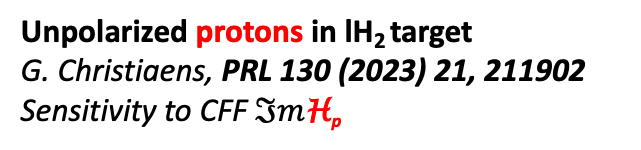 Unpolarized protons in lH₂ target
G. Christiaens, PRL 130 (2023) 21, 211902
Sensitivity to CFF ℑmℋₚ